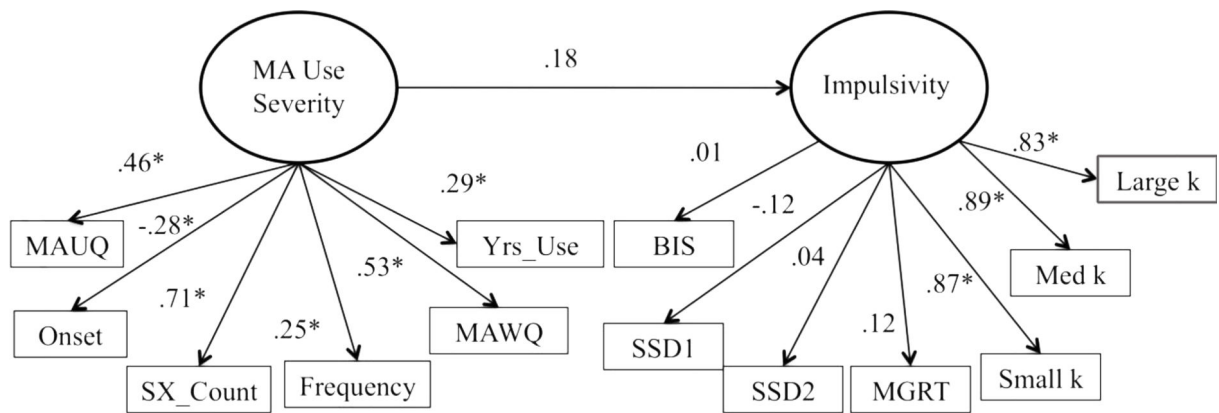 MA Use
Severity
.18
Impulsivity
.46*
-.28*
.71*
.25*
.53*
.29*
MAUQ
Onset
SX_Count
Frequency
MAWQ
Yrs_Use
.01
-.12
.04
.12
.87*
.89*
.83*
BIS
SSD1
SSD2
MGRT
Small k
Med k
Large k